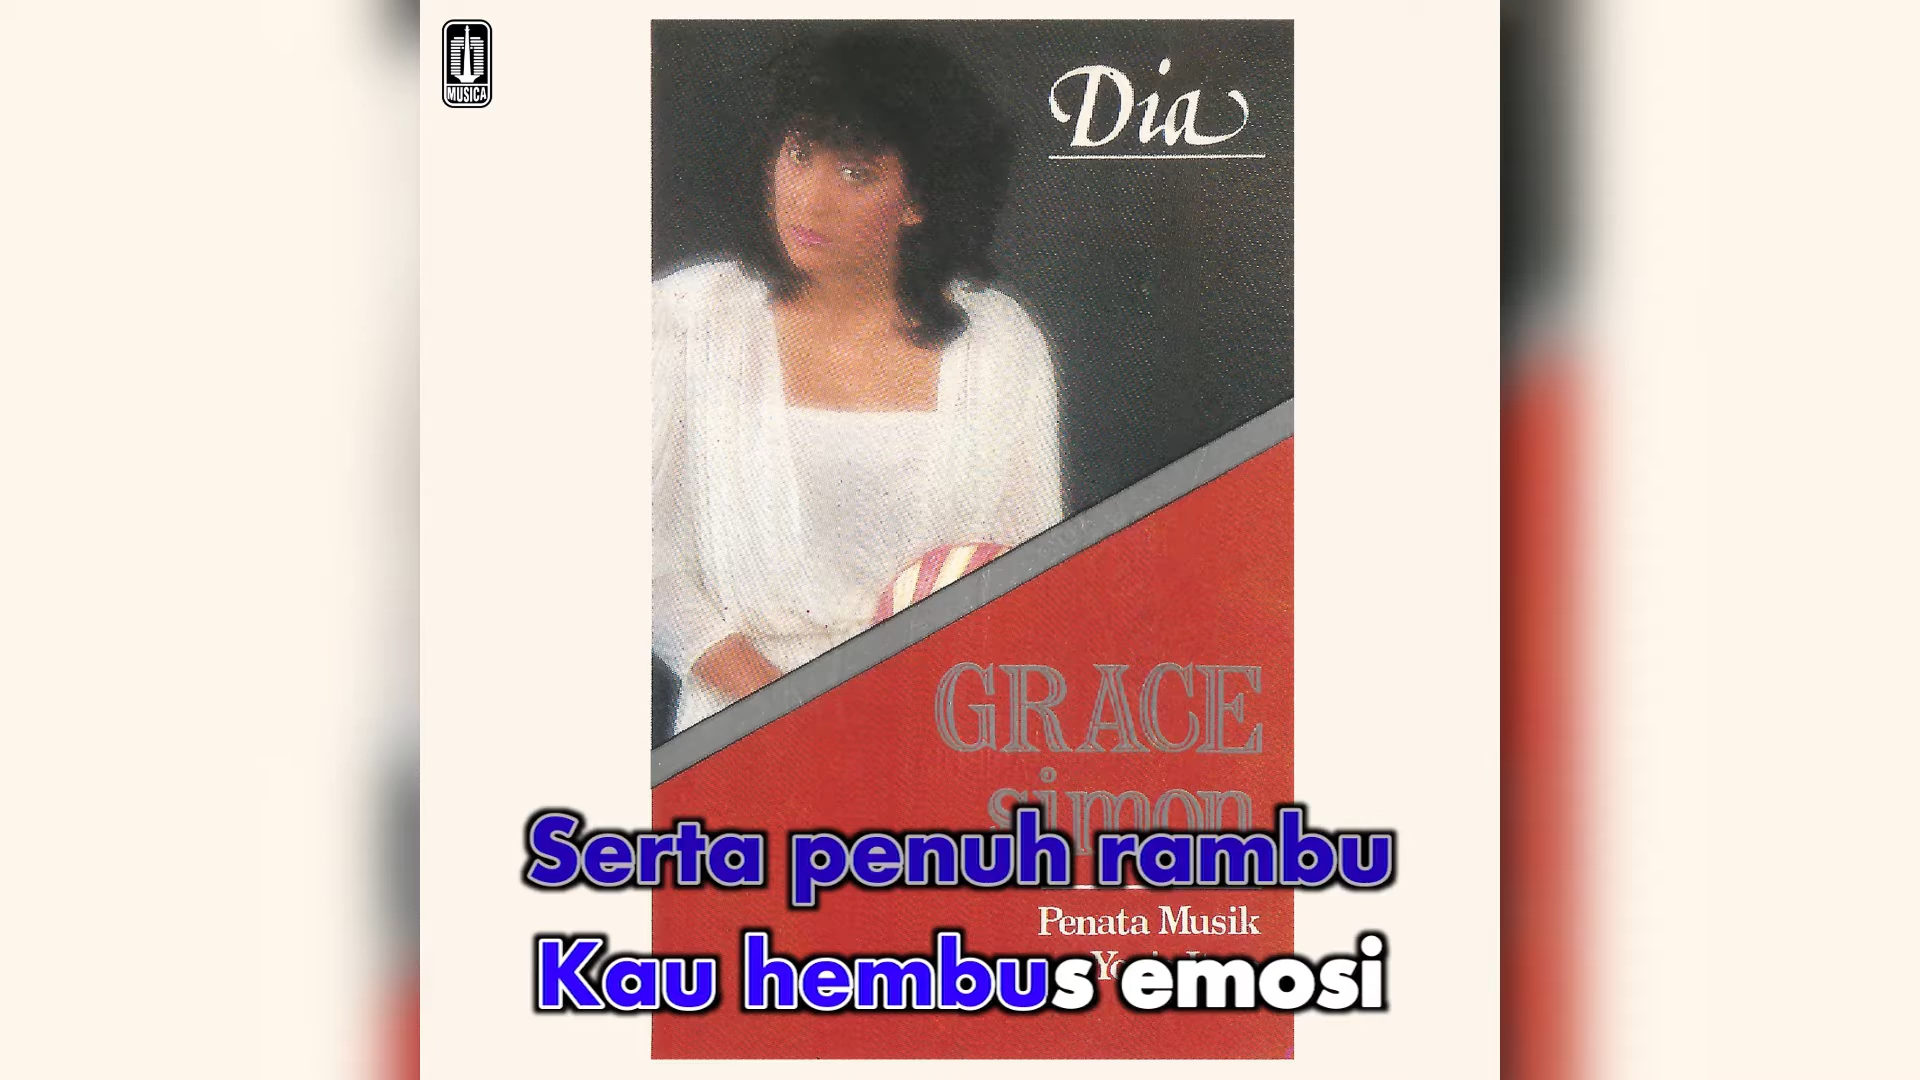 MUSICA
Dia
GRACE
simon
Serta penuh rambu
Penata Musik
Kau hembus emosi